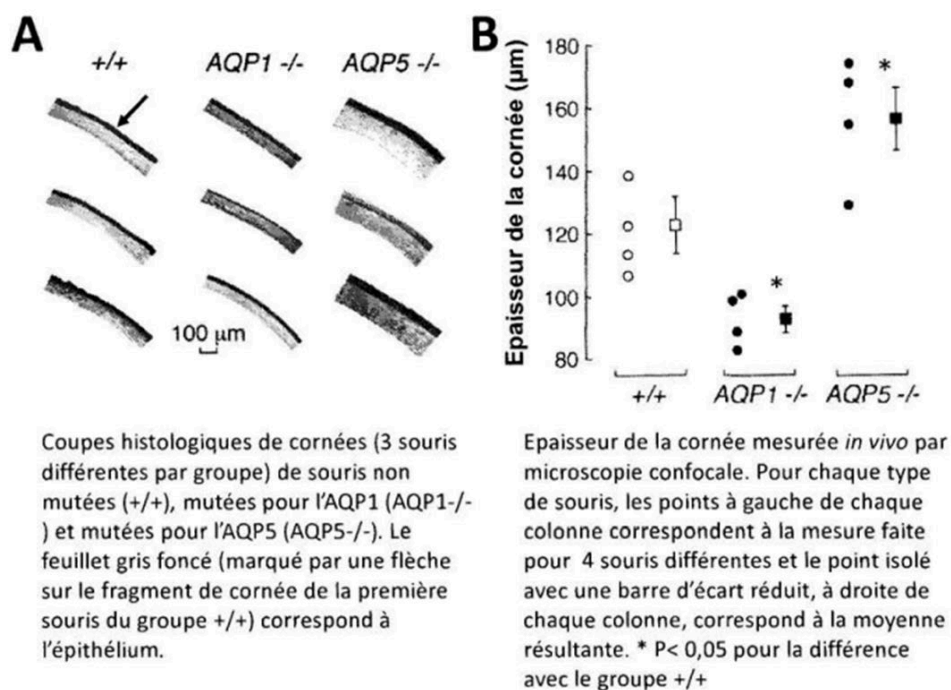 A
+/+ AQP1 -/- AQP5 -/-
100 µm
B
Epaisseur de la cornée (µm)
180
160
140
120
100
80
*
*
+/+ AQP1 -/- AQP5 -/-
Coupes histologiques de cornées (3 souris
différentes par groupe) de souris non
mutées (+/+), mutées pour l'AQP1 (AQP1-/-
) et mutées pour l'AQP5 (AQP5-/-). Le
feuillet gris foncé (marqué par une flèche
sur le fragment de cornée de la première
souris du groupe +/+) correspond à
l'épithélium.
Epaisseur de la cornée mesurée in vivo par
microscopie confocale. Pour chaque type
de souris, les points à gauche de chaque
colonne correspondent à la mesure faite
pour 4 souris différentes et le point isolé
avec une barre d'écart réduit, à droite de
chaque colonne, correspond à la moyenne
résultante. * P< 0,05 pour la différence
avec le groupe +/+